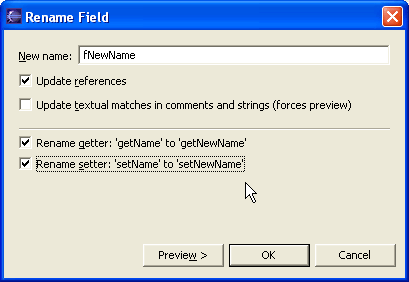 Rename Field
New name: fNewName
Update references
Update textual matches in comments and strings (forces preview)
Rename getter: 'getName' to 'getNewName'
Rename setter: 'setName' to 'setNewName'
Preview > OK Cancel